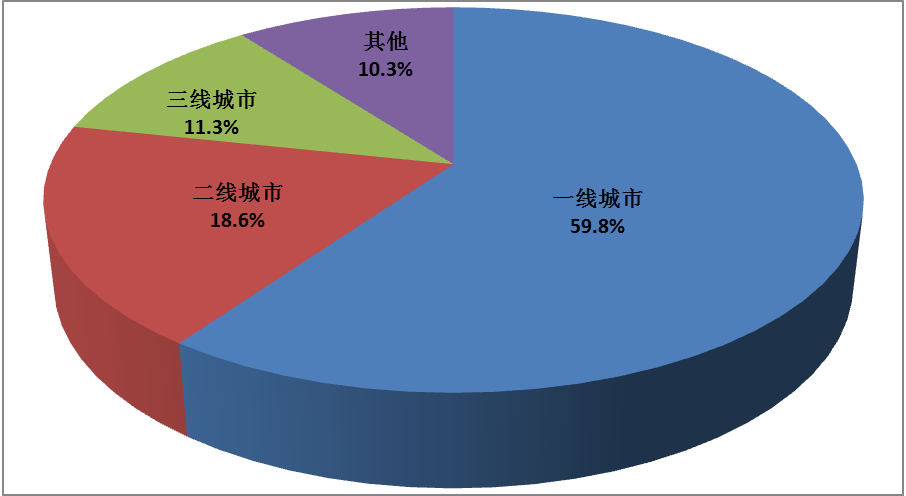 其他
10.3%
三线城市
11.3%
二线城市
18.6%
一线城市
59.8%